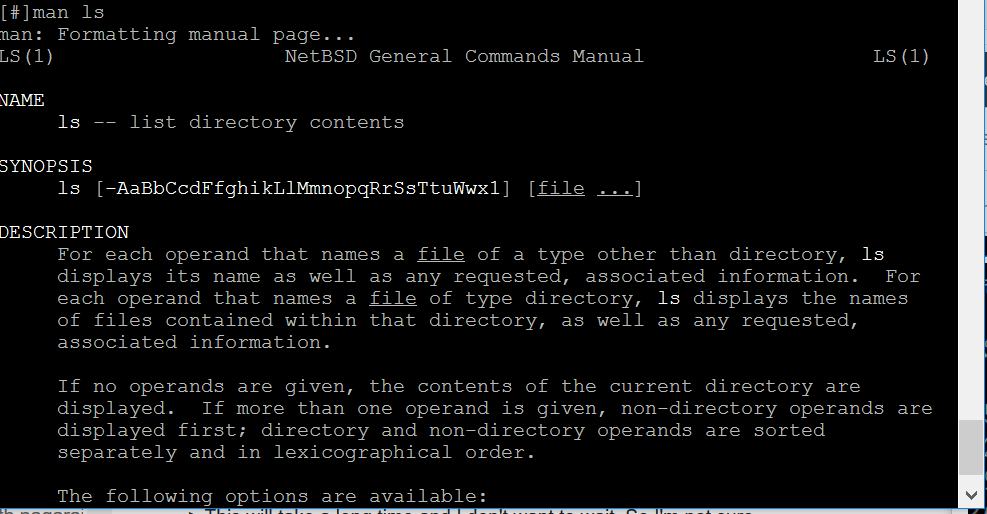 [#]man ls
man: Formatting manual page...
LS(1) NetBSD General Commands Manual LS(1)
NAME
ls -- list directory contents
SYNOPSIS
ls [-AaBbCcdFfghikLlMmnopqRrSsTtuWwx1] [file ...]
DESCRIPTION
For each operand that names a file of a type other than directory, ls
displays its name as well as any requested, associated information. For
each operand that names a file of type directory, ls displays the names
of files contained within that directory, as well as any requested,
associated information.
If no operands are given, the contents of the current directory are
displayed. If more than one operand is given, non-directory operands are
displayed first; directory and non-directory operands are sorted
separately and in lexicographical order.
The following options are available:
This will take a long time and I don't want to wait. So I'm not sure